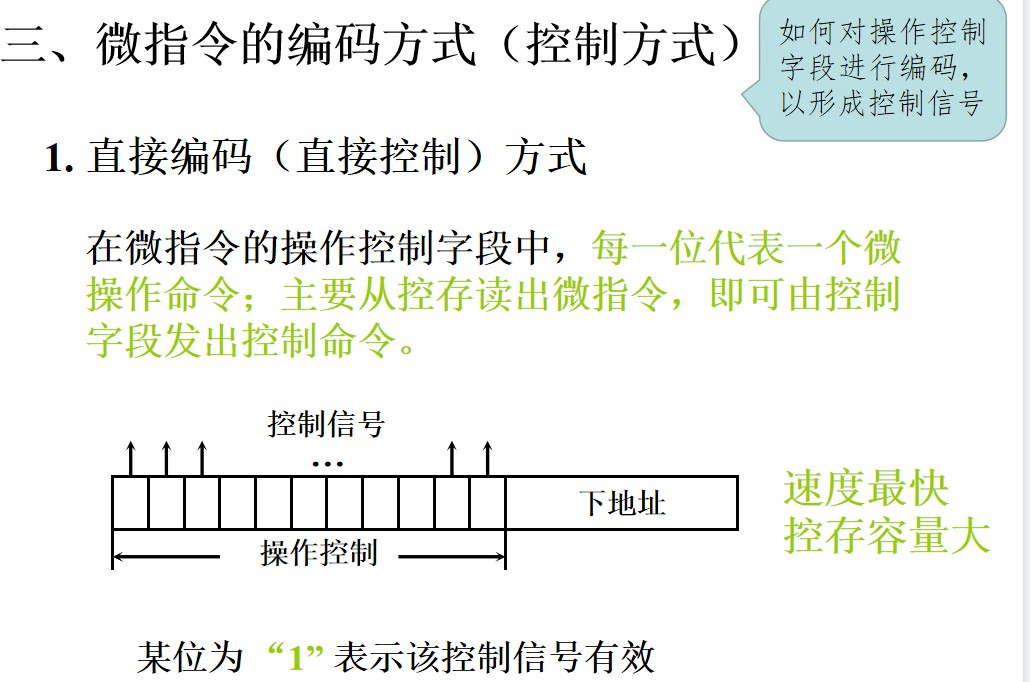 三、微指令的编码方式（控制方式）
如何对操作控制
字段进行编码，
以形成控制信号
1. 直接编码（直接控制）方式
在微指令的操作控制字段中，每一位代表一个微
操作命令；主要从控存读出微指令，即可由控制
字段发出控制命令。
控制信号
…
下地址
操作控制
速度最快
控存容量大
某位为 “1” 表示该控制信号有效